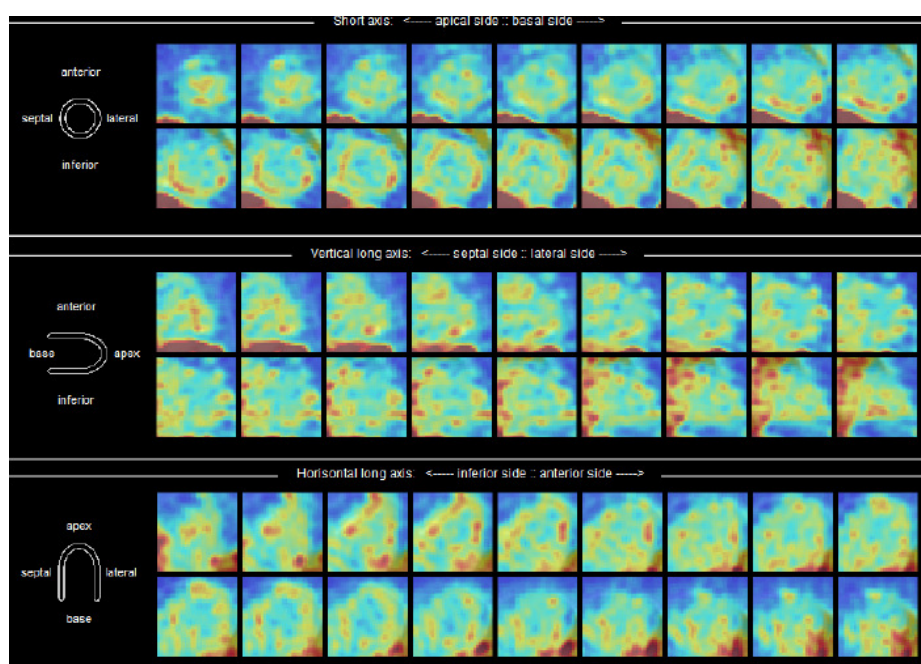 Short axis: <----- apical side :: basal side ----->
anterior
septal lateral
inferior
Vertical long axis: <----- septal side :: lateral side ----->
anterior
base apex
inferior
Horisontal long axis: <----- inferior side :: anterior side ----->
apex
septal lateral
base